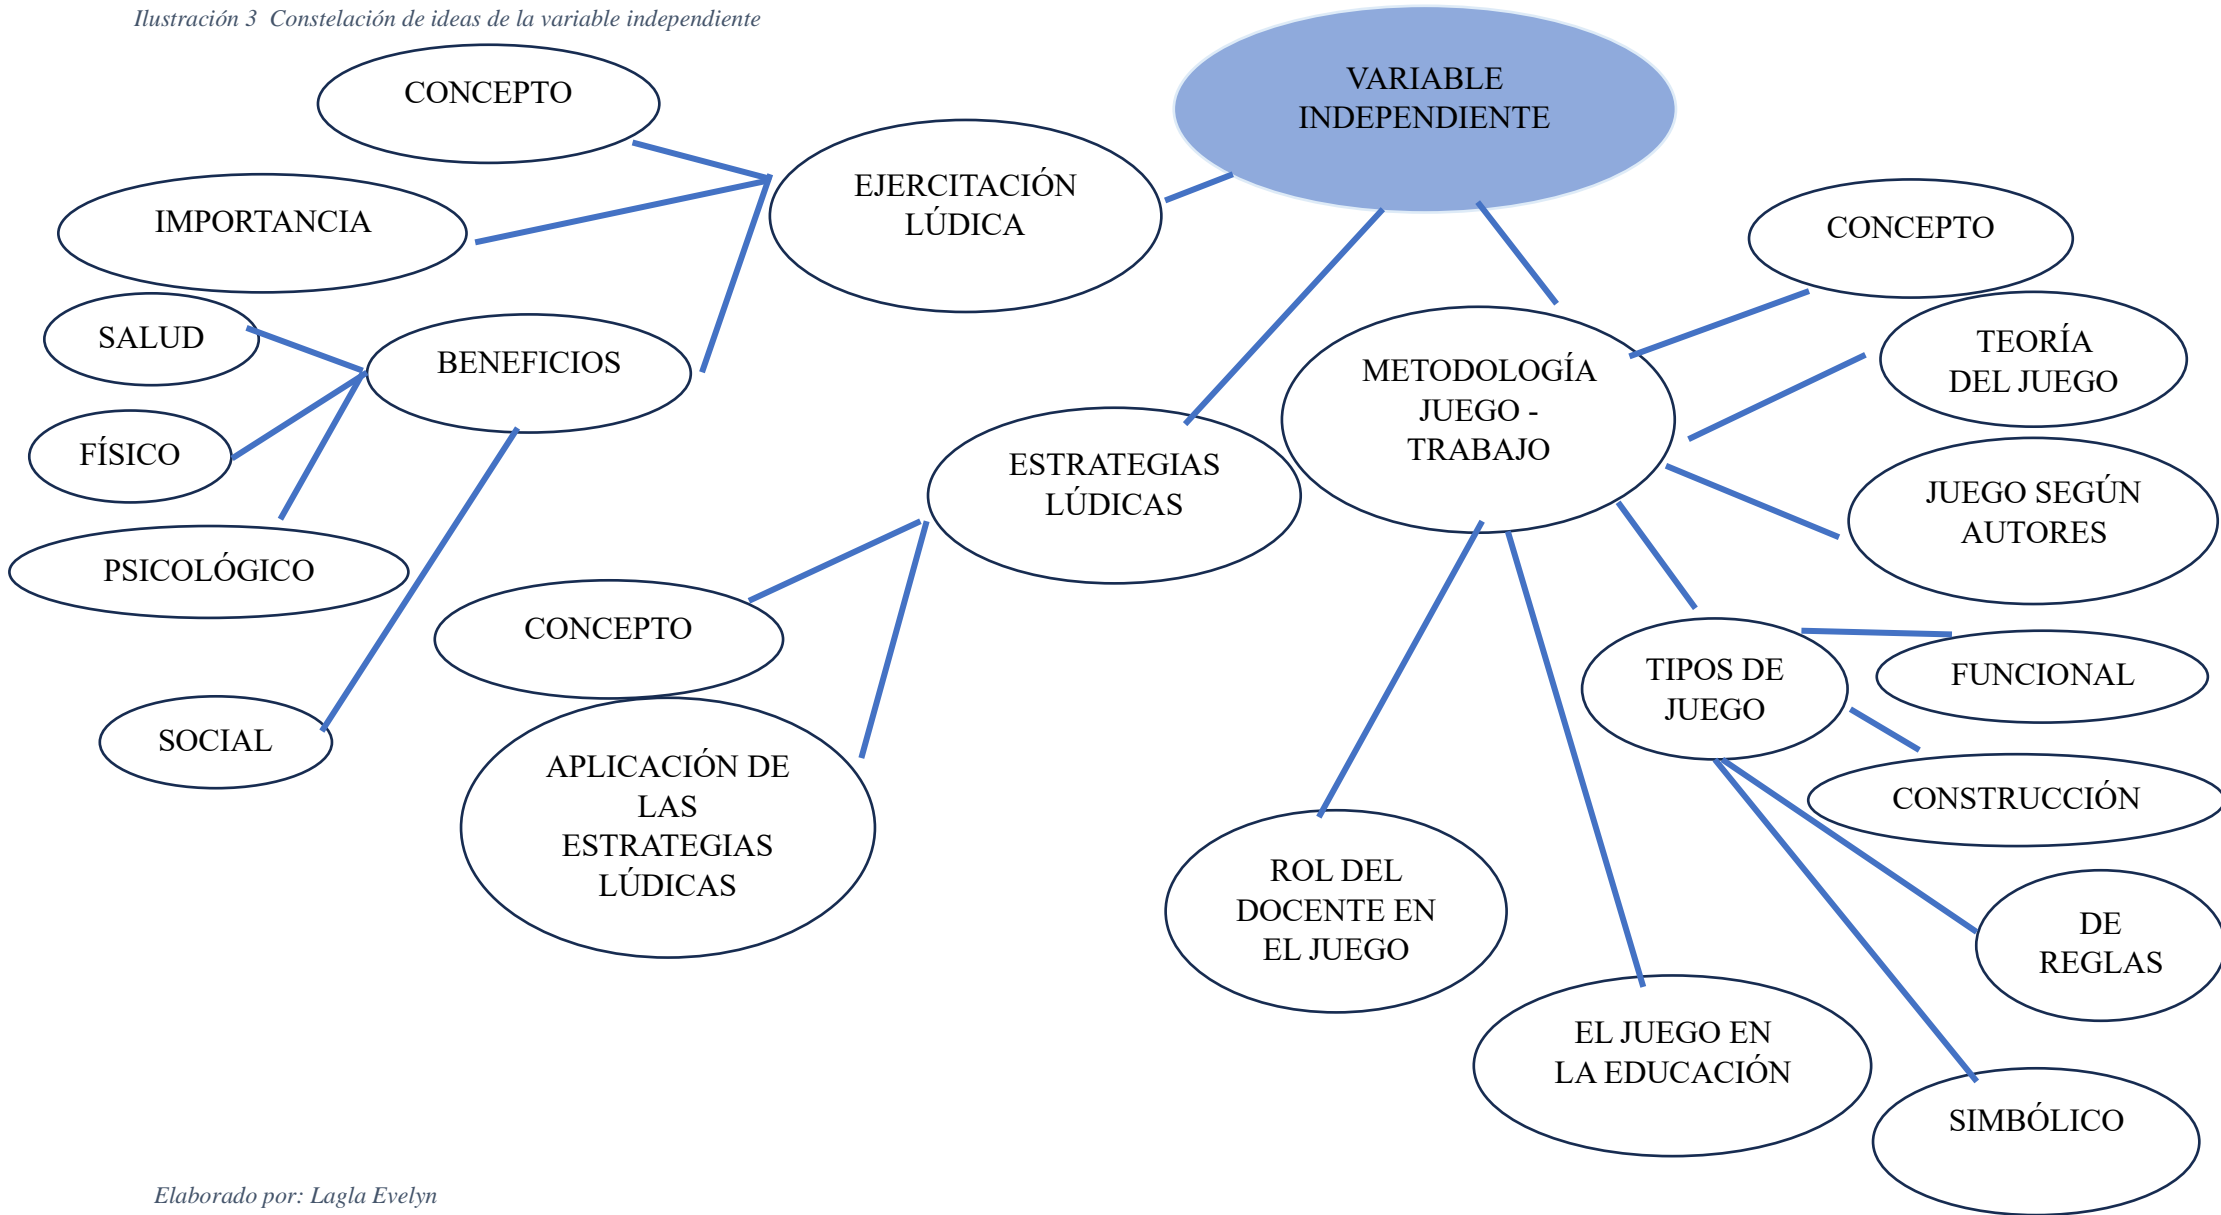 Ilustración 3  Constelación de ideas de la variable independiente
VARIABLE
INDEPENDIENTE
EJERCITACIÓN
LÚDICA
CONCEPTO
IMPORTANCIA
BENEFICIOS
SALUD
FÍSICO
PSICOLÓGICO
SOCIAL
ESTRATEGIAS
LÚDICAS
CONCEPTO
APLICACIÓN DE
LAS
ESTRATEGIAS
LÚDICAS
METODOLOGÍA
JUEGO -
TRABAJO
CONCEPTO
TEORÍA
DEL JUEGO
JUEGO SEGÚN
AUTORES
TIPOS DE
JUEGO
FUNCIONAL
CONSTRUCCIÓN
DE
REGLAS
SIMBÓLICO
ROL DEL
DOCENTE EN
EL JUEGO
EL JUEGO EN
LA EDUCACIÓN
Elaborado por: Lagla Evelyn